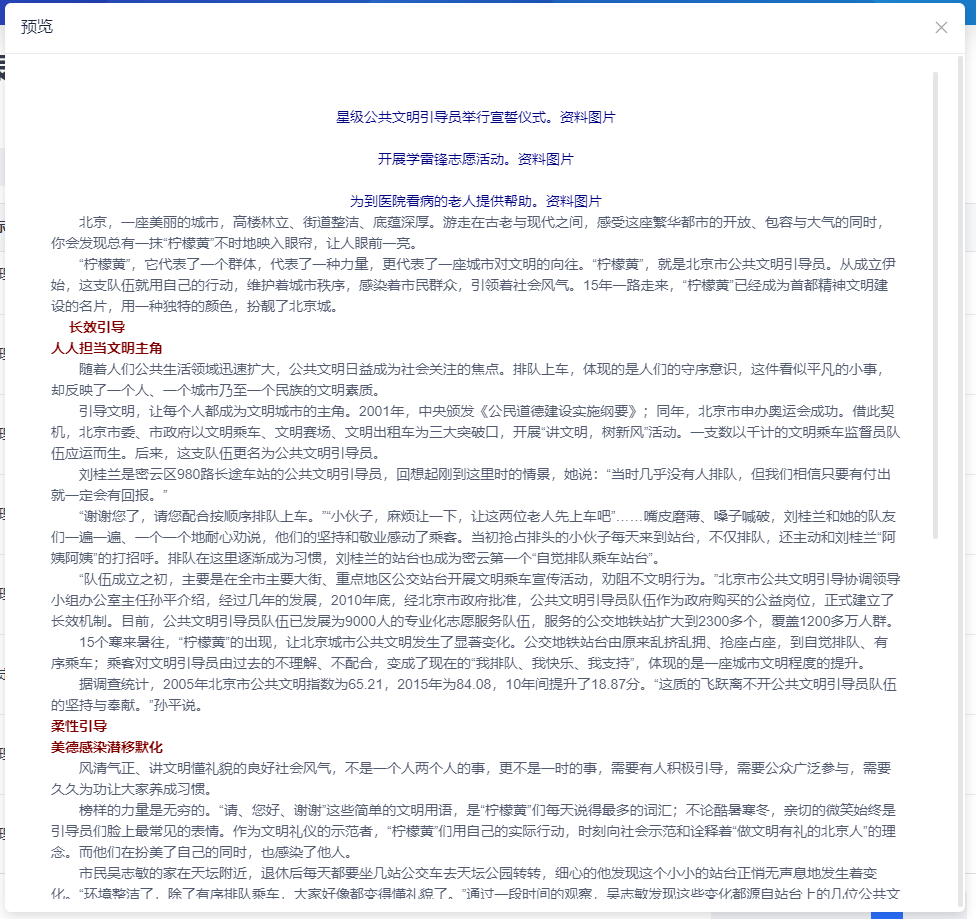 预览
星级公共文明引导员举行宣誓仪式。资料图片
开展学雷锋志愿活动。资料图片
为到医院看病的老人提供帮助。资料图片
北京，一座美丽的城市，高楼林立、街道整洁、底蕴深厚。游走在古老与现代之间，感受这座繁华都市的开放、包容与大气的同时，
你会发现总有一抹“柠檬黄”不时地映入眼帘，让人眼前一亮。
“柠檬黄”，它代表了一个群体，代表了一种力量，更代表了一座城市对文明的向往。“柠檬黄”，就是北京市公共文明引导员。从成立伊
始，这支队伍就用自己的行动，维护着城市秩序，感染着市民群众，引领着社会风气。15年一路走来，“柠檬黄”已经成为首都精神文明建
设的名片，用一种独特的颜色，扮靓了北京城。
长效引导
人人担当文明主角
随着人们公共生活领域迅速扩大，公共文明日益成为社会关注的焦点。排队上车，体现的是人们的守序意识，这件看似平凡的小事，
却反映了一个人、一个城市乃至一个民族的文明素质。
引导文明，让每个人都成为文明城市的主角。2001年，中央颁发《公民道德建设实施纲要》；同年，北京市申办奥运会成功。借此契
机，北京市委、市政府以文明乘车、文明赛场、文明出租车为三大突破口，开展“讲文明，树新风”活动。一支数以千计的文明乘车监督员队
伍应运而生。后来，这支队伍更名为公共文明引导员。
刘桂兰是密云区980路长途车站的公共文明引导员，回想起刚到这里时的情景，她说：“当时几乎没有人排队，但我们相信只要有付出
就一定会有回报。”
“谢谢您了，请您配合按顺序排队上车。”“小伙子，麻烦让一下，让这两位老人先上车吧”……嘴皮磨薄、嗓子喊破，刘桂兰和她的队友
们一遍一遍、一个一个地耐心劝说，他们的坚持和敬业感动了乘客。当初抢占排头的小伙子每天来到站台，不仅排队，还主动和刘桂兰“阿
姨阿姨”的打招呼。排队在这里逐渐成为习惯，刘桂兰的站台也成为密云第一个“自觉排队乘车站台”。
“队伍成立之初，主要是在全市主要大街、重点地区公交站台开展文明乘车宣传活动，劝阻不文明行为。”北京市公共文明引导协调领导
小组办公室主任孙平介绍，经过几年的发展，2010年底，经北京市政府批准，公共文明引导员队伍作为政府购买的公益岗位，正式建立了
长效机制。目前，公共文明引导员队伍已发展为9000人的专业化志愿服务队伍，服务的公交地铁站扩大到2300多个，覆盖1200多万人群。
15个寒来暑往，“柠檬黄”的出现，让北京城市公共文明发生了显著变化。公交地铁站台由原来乱挤乱拥、抢座占座，到自觉排队、有
序乘车；乘客对文明引导员由过去的不理解、不配合，变成了现在的“我排队、我快乐、我支持”，体现的是一座城市文明程度的提升。
据调查统计，2005年北京市公共文明指数为65.21，2015年为84.08，10年间提升了18.87分。“这质的飞跃离不开公共文明引导员队伍
的坚持与奉献。”孙平说。
柔性引导
美德感染潜移默化
风清气正、讲文明懂礼貌的良好社会风气，不是一个人两个人的事，更不是一时的事，需要有人积极引导，需要公众广泛参与，需要
久久为功让大家养成习惯。
榜样的力量是无穷的。“请、您好、谢谢”这些简单的文明用语，是“柠檬黄”们每天说得最多的词汇；不论酷暑寒冬，亲切的微笑始终是
引导员们脸上最常见的表情。作为文明礼仪的示范者，“柠檬黄”们用自己的实际行动，时刻向社会示范和诠释着“做文明有礼的北京人”的理
念。而他们在扮美了自己的同时，也感染了他人。
市民吴志敏的家在天坛附近，退休后每天都要坐几站公交车去天坛公园转转，细心的他发现这个小小的站台正悄无声息地发生着变
化。“环境整洁了，除了有序排队乘车，大家好像都变得懂礼貌了。”通过一段时间的观察，吴志敏发现这些变化都源自站台上的几位公共文